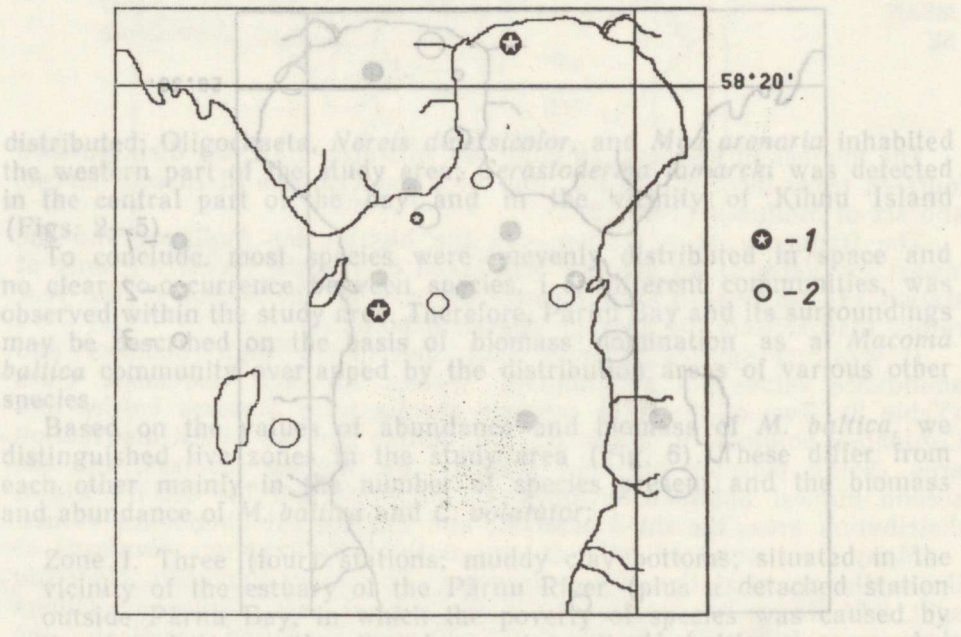 58°20'
distributed; Oligochaeta, Nereis diversicolor, and Mya arenaria inhabited
the western part of the study area, Cerastoderma lamarcki was detected
in the central part of the bay and in the vicinity of Kihnu Island
(Figs. 2—5).
-1
To conclude, most species were unevenly distributed in space and
no clear co-occurrence between species, i. e. different communities, was
-2
observed within the study area. Therefore, Pärnu Bay and its surroundings
may be described on the basis of biomass domination as a Macoma
baltica community overlapped by the distribution areas of various other
species
Based on the values of abundance and biomass of M. baltica, we
distinguished five zones in the study area (Fig. 6). These differ from
each other mainly in the number of species present and the biomass
and abundance of M. baltica and C. volutator:
Zone I. Three (four) stations; muddy clay bottoms; situated in the
vicinity of the estuary of the Pärnu River (plus a detached station
outside Pärnu Bay, in which the poverty of species was caused by